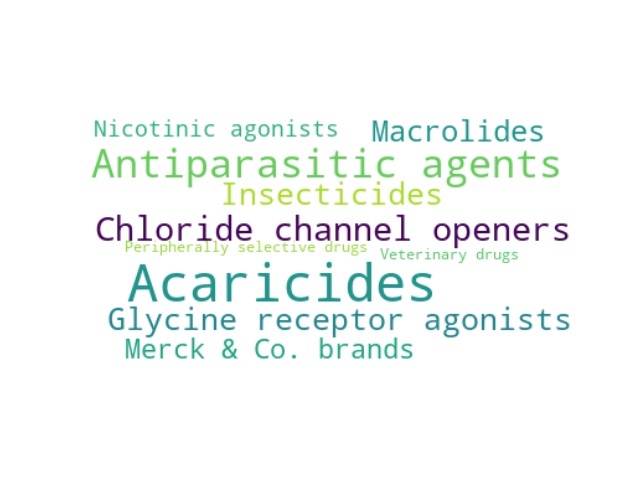 Nicotinic agonists
Macrolides
Antiparasitic agents
Insecticides
Chloride channel openers
Peripherally selective drugs
Veterinary drugs
Acaricides
Glycine receptor agonists
Merck & Co. brands